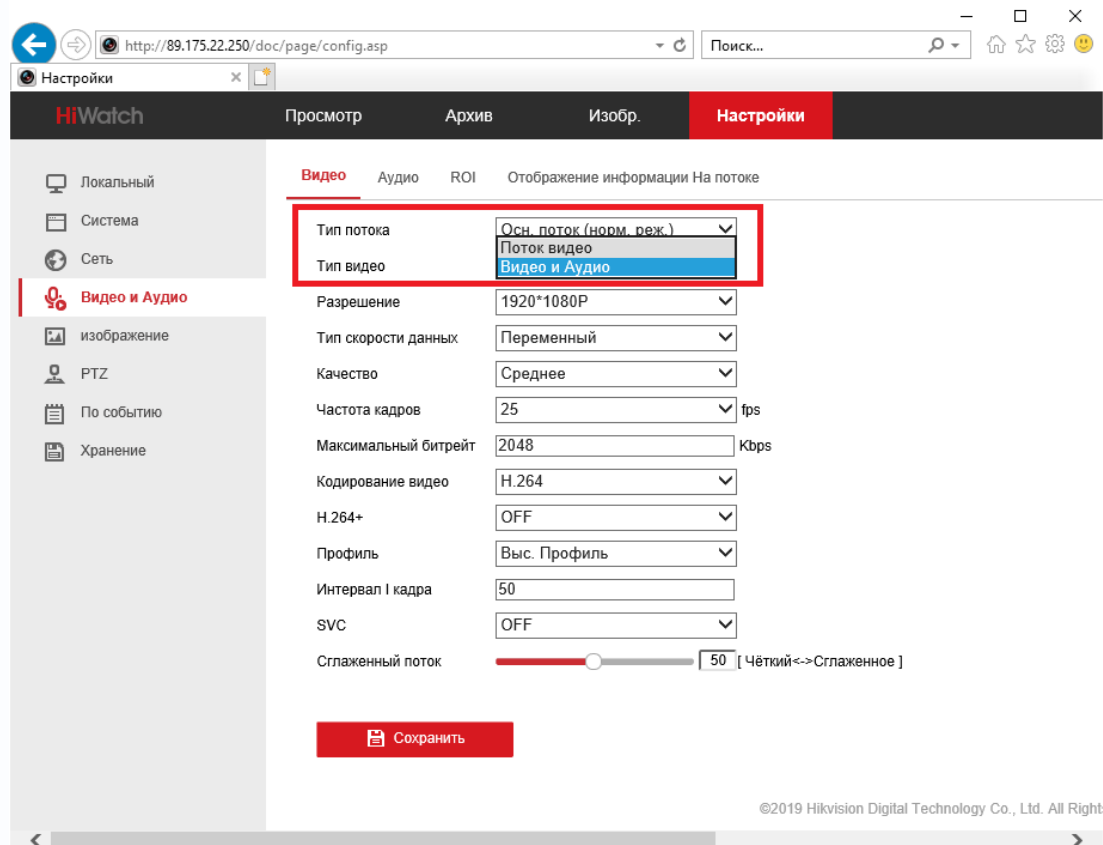 http://89.175.22.250/doc/page/config.asp Поиск...
Настройки
HiWatch Просмотр Архив Изобр. Настройки
Видео Аудио ROI Отображение информации На потоке
Локальный
Система
Сеть
Видео и Аудио
изображение
PTZ
По событию
Хранение
Тип потока Осн. поток (норм. реж.)
Поток видео
Тип видео Видео и Аудио
Разрешение 1920*1080P
Тип скорости данных Переменный
Качество Среднее
Частота кадров 25 fps
Максимальный битрейт 2048 Kbps
Кодирование видео H.264
H.264+ OFF
Профиль Выс. Профиль
Интервал I кадра 50
SVC OFF
Сглаженный поток 50 [ Чёткий<->Сглаженное ]
Сохранить
©2019 Hikvision Digital Technology Co., Ltd. All Right